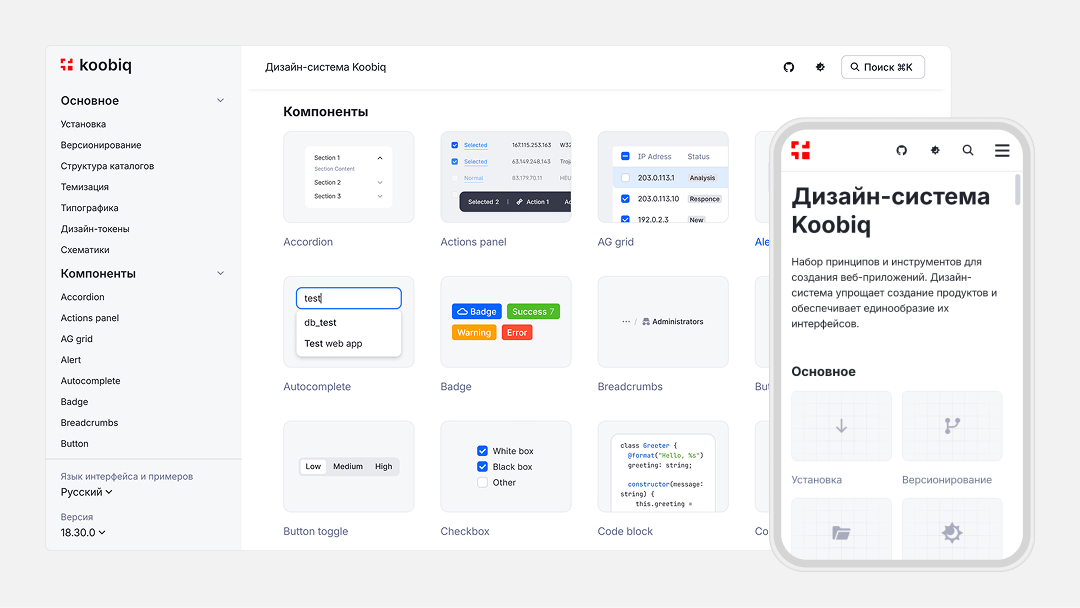 koobiq
Основное
Установка
Версионирование
Структура каталогов
Темизация
Типографика
Дизайн-токены
Схематики
Компоненты
Accordion
Actions panel
AG grid
Alert
Autocomplete
Badge
Breadcrumbs
Button
Язык интерфейса и примеров
Русский
Версия
18.30.0
Дизайн-система Koobiq
Поиск ⌘K
Компоненты
Section 1
Section Content
Section 2
Section 3
Accordion
Selected 167.115.253.163 W32
Selected 63.149.248.143 Troja
Normal 83.179.70.11 HEU
Selected 2 Action 1 Ac
Actions panel
IP Adress Status
203.0.113.1 Analysis
203.0.113.10 Responce
192.0.2.3 New
AG grid
Ale
test
db_test
Test web app
Autocomplete
Badge Success 7
Warning Error
Badge
... / Administrators
Breadcrumbs
But
Low Medium High
Button toggle
White box
Black box
Other
Checkbox
class Greeter {
@format("Hello, %s")
greeting: string;
constructor(message:
string) {
this.greeting =
Code block
Co
Дизайн-система
Koobiq
Набор принципов и инструментов для
создания веб-приложений. Дизайн-
система упрощает создание продуктов и
обеспечивает единообразие их
интерфейсов.
Основное
Установка
Версионирование